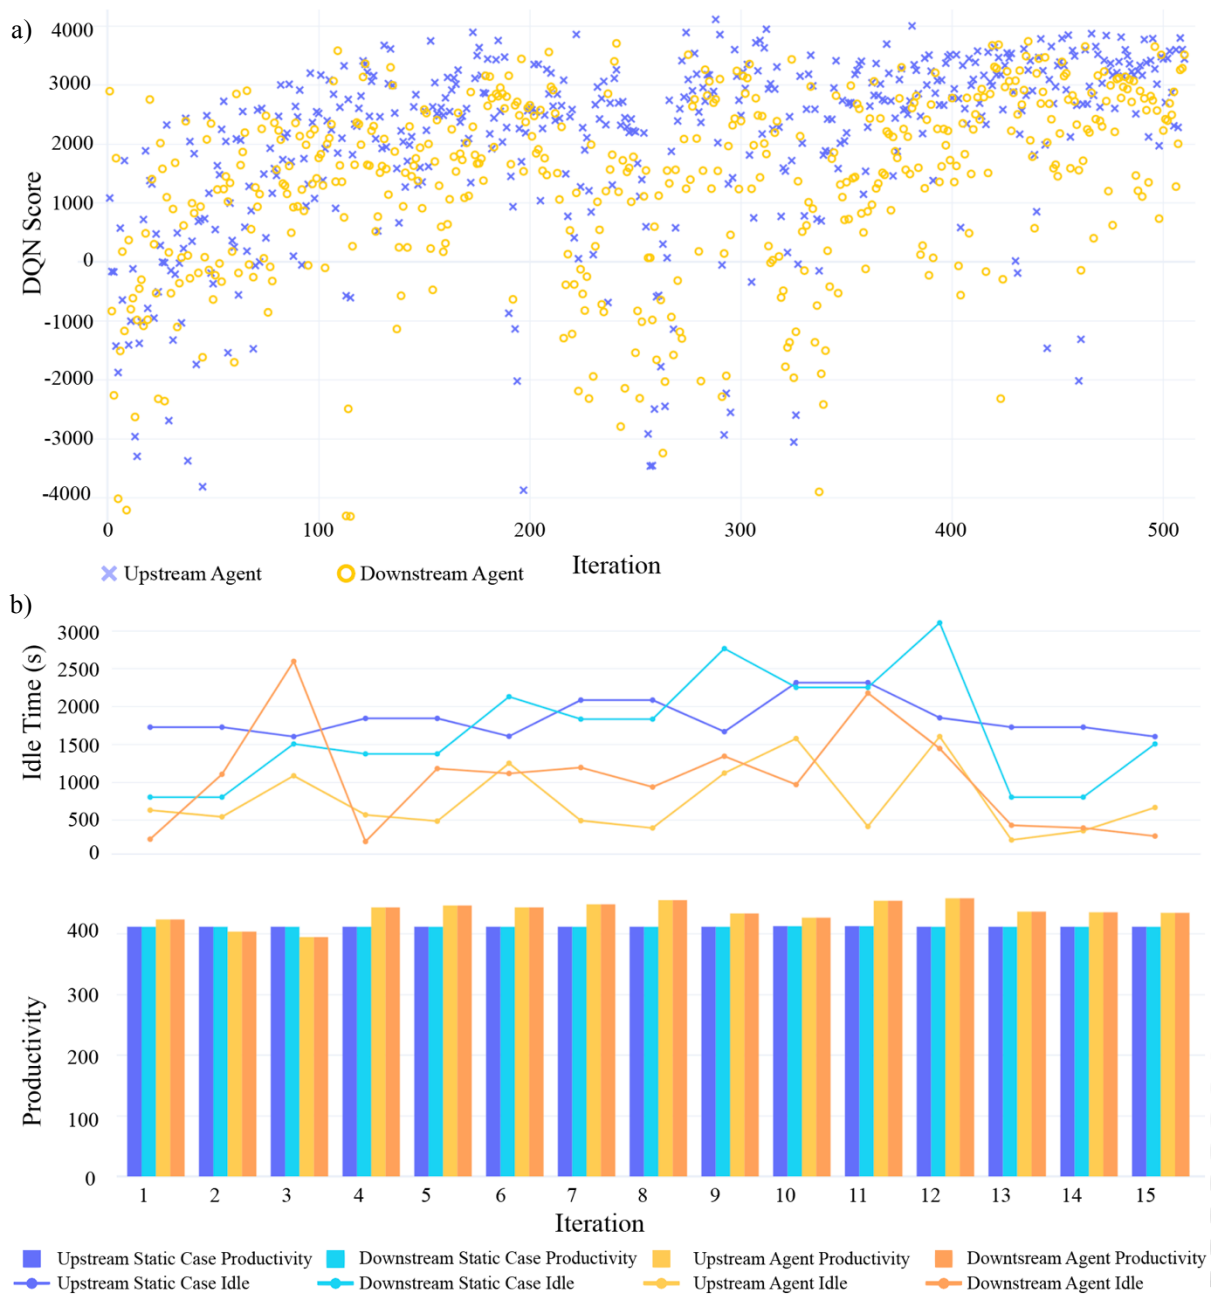 a)
4000
3000
2000
1000
0
-1000
-2000
-3000
-4000
DQN Score
0 100 200 300 400 500
Iteration
Upstream Agent Downstream Agent
b)
3000
2500
2000
1500
1000
500
0
Idle Time (s)
400
300
200
100
0
Productivity
1 2 3 4 5 6 7 8 9 10 11 12 13 14 15
Iteration
Upstream Static Case Productivity Downstream Static Case Productivity Upstream Agent Productivity Downtsream Agent Productivity
Upstream Static Case Idle Downstream Static Case Idle Upstream Agent Idle Downstream Agent Idle